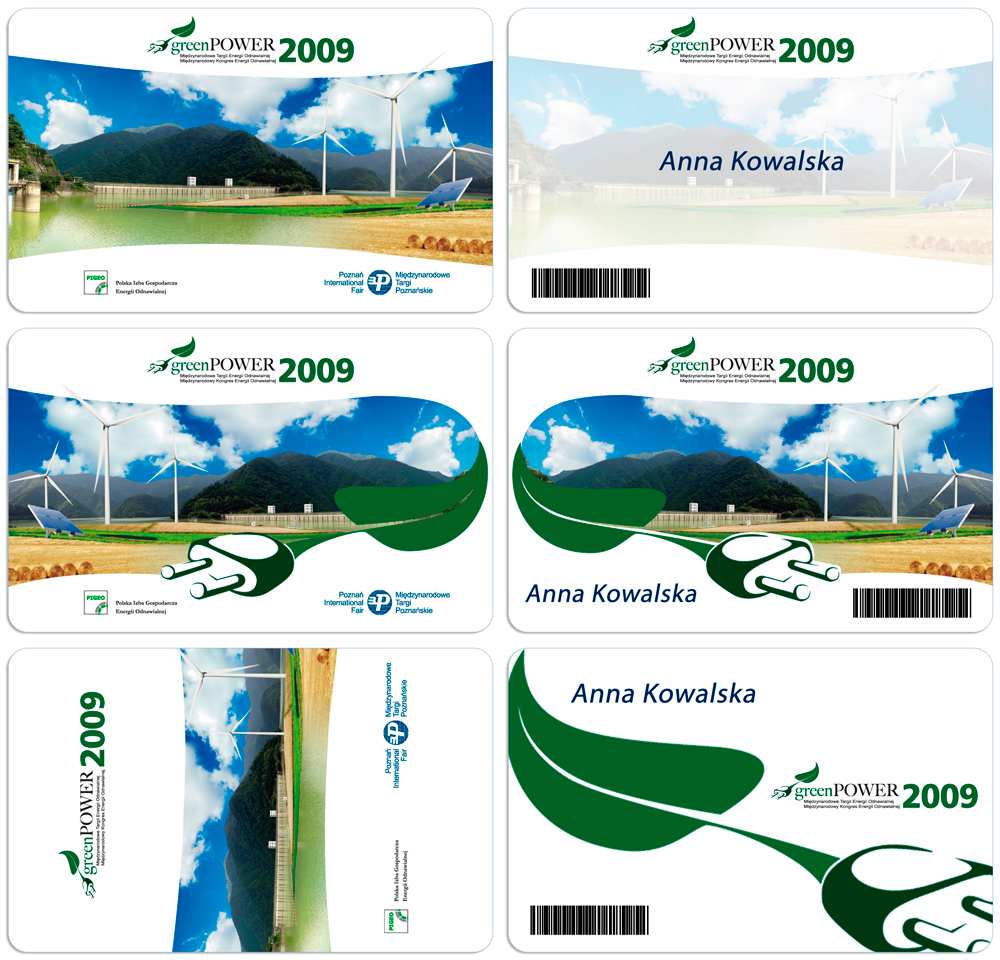 greenPOWER 2009
Międzynarodowe Targi Energii Odnawialnej
Międzynarodowy Kongres Energii Odnawialnej
PIGEO
Polska Izba Gospodarcza
Energii Odnawialnej
Poznań
International
Fair
Międzynarodowe
Targi
Poznańskie
greenPOWER 2009
Międzynarodowe Targi Energii Odnawialnej
Międzynarodowy Kongres Energii Odnawialnej
Anna Kowalska
greenPOWER 2009
Międzynarodowe Targi Energii Odnawialnej
Międzynarodowy Kongres Energii Odnawialnej
PIGEO
Polska Izba Gospodarcza
Energii Odnawialnej
Poznań
International
Fair
Międzynarodowe
Targi
Poznańskie
greenPOWER 2009
Międzynarodowe Targi Energii Odnawialnej
Międzynarodowy Kongres Energii Odnawialnej
Anna Kowalska
greenPOWER 2009
Międzynarodowe Targi Energii Odnawialnej
Międzynarodowy Kongres Energii Odnawialnej
Poznań
International
Fair
Międzynarodowe
Targi
Poznańskie
PIGEO
Polska Izba Gospodarcza
Energii Odnawialnej
Anna Kowalska
greenPOWER 2009
Międzynarodowe Targi Energii Odnawialnej
Międzynarodowy Kongres Energii Odnawialnej